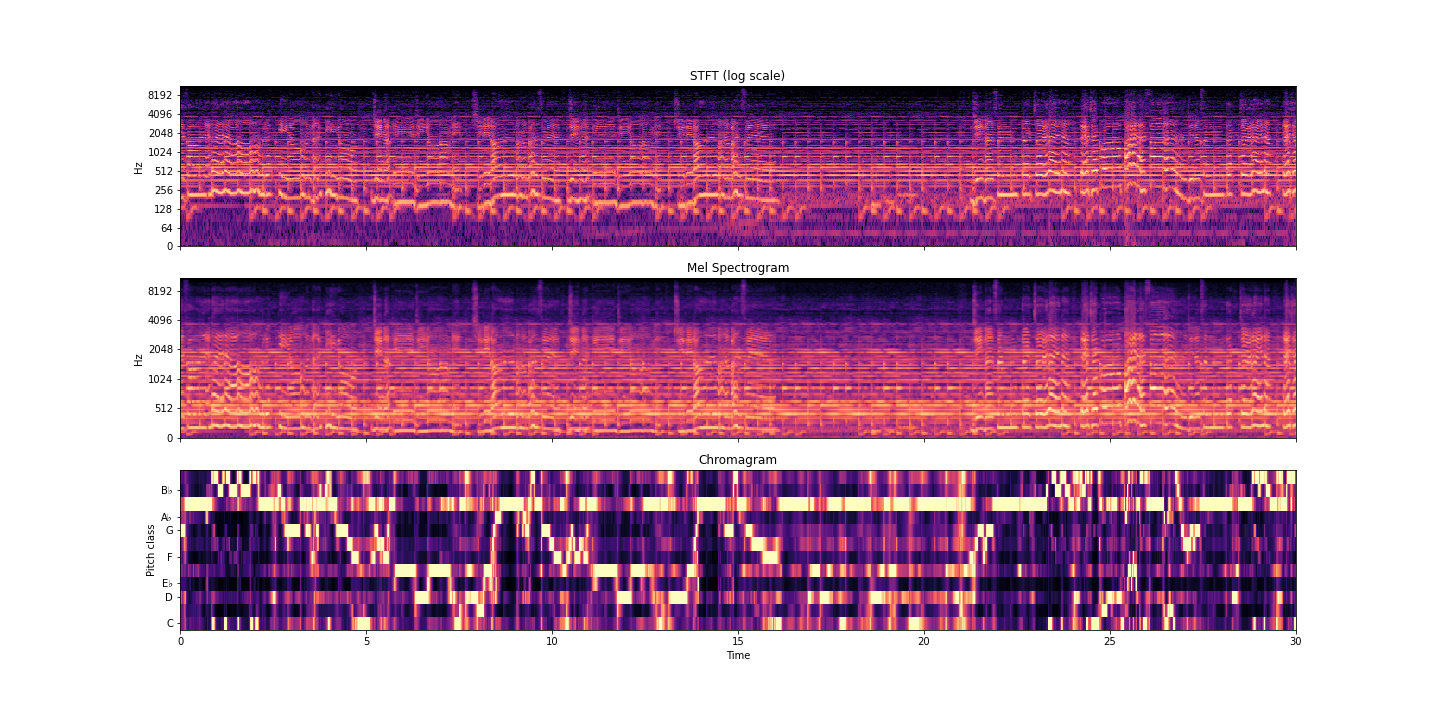 STFT (log scale)
8192
4096
2048
1024
512
256
128
64
0
Hz
Mel Spectrogram
8192
4096
2048
1024
512
0
Hz
Chromagram
B♭
A♭
G
F
E♭
D
C
Pitch class
0 5 10 15 20 25 30
Time